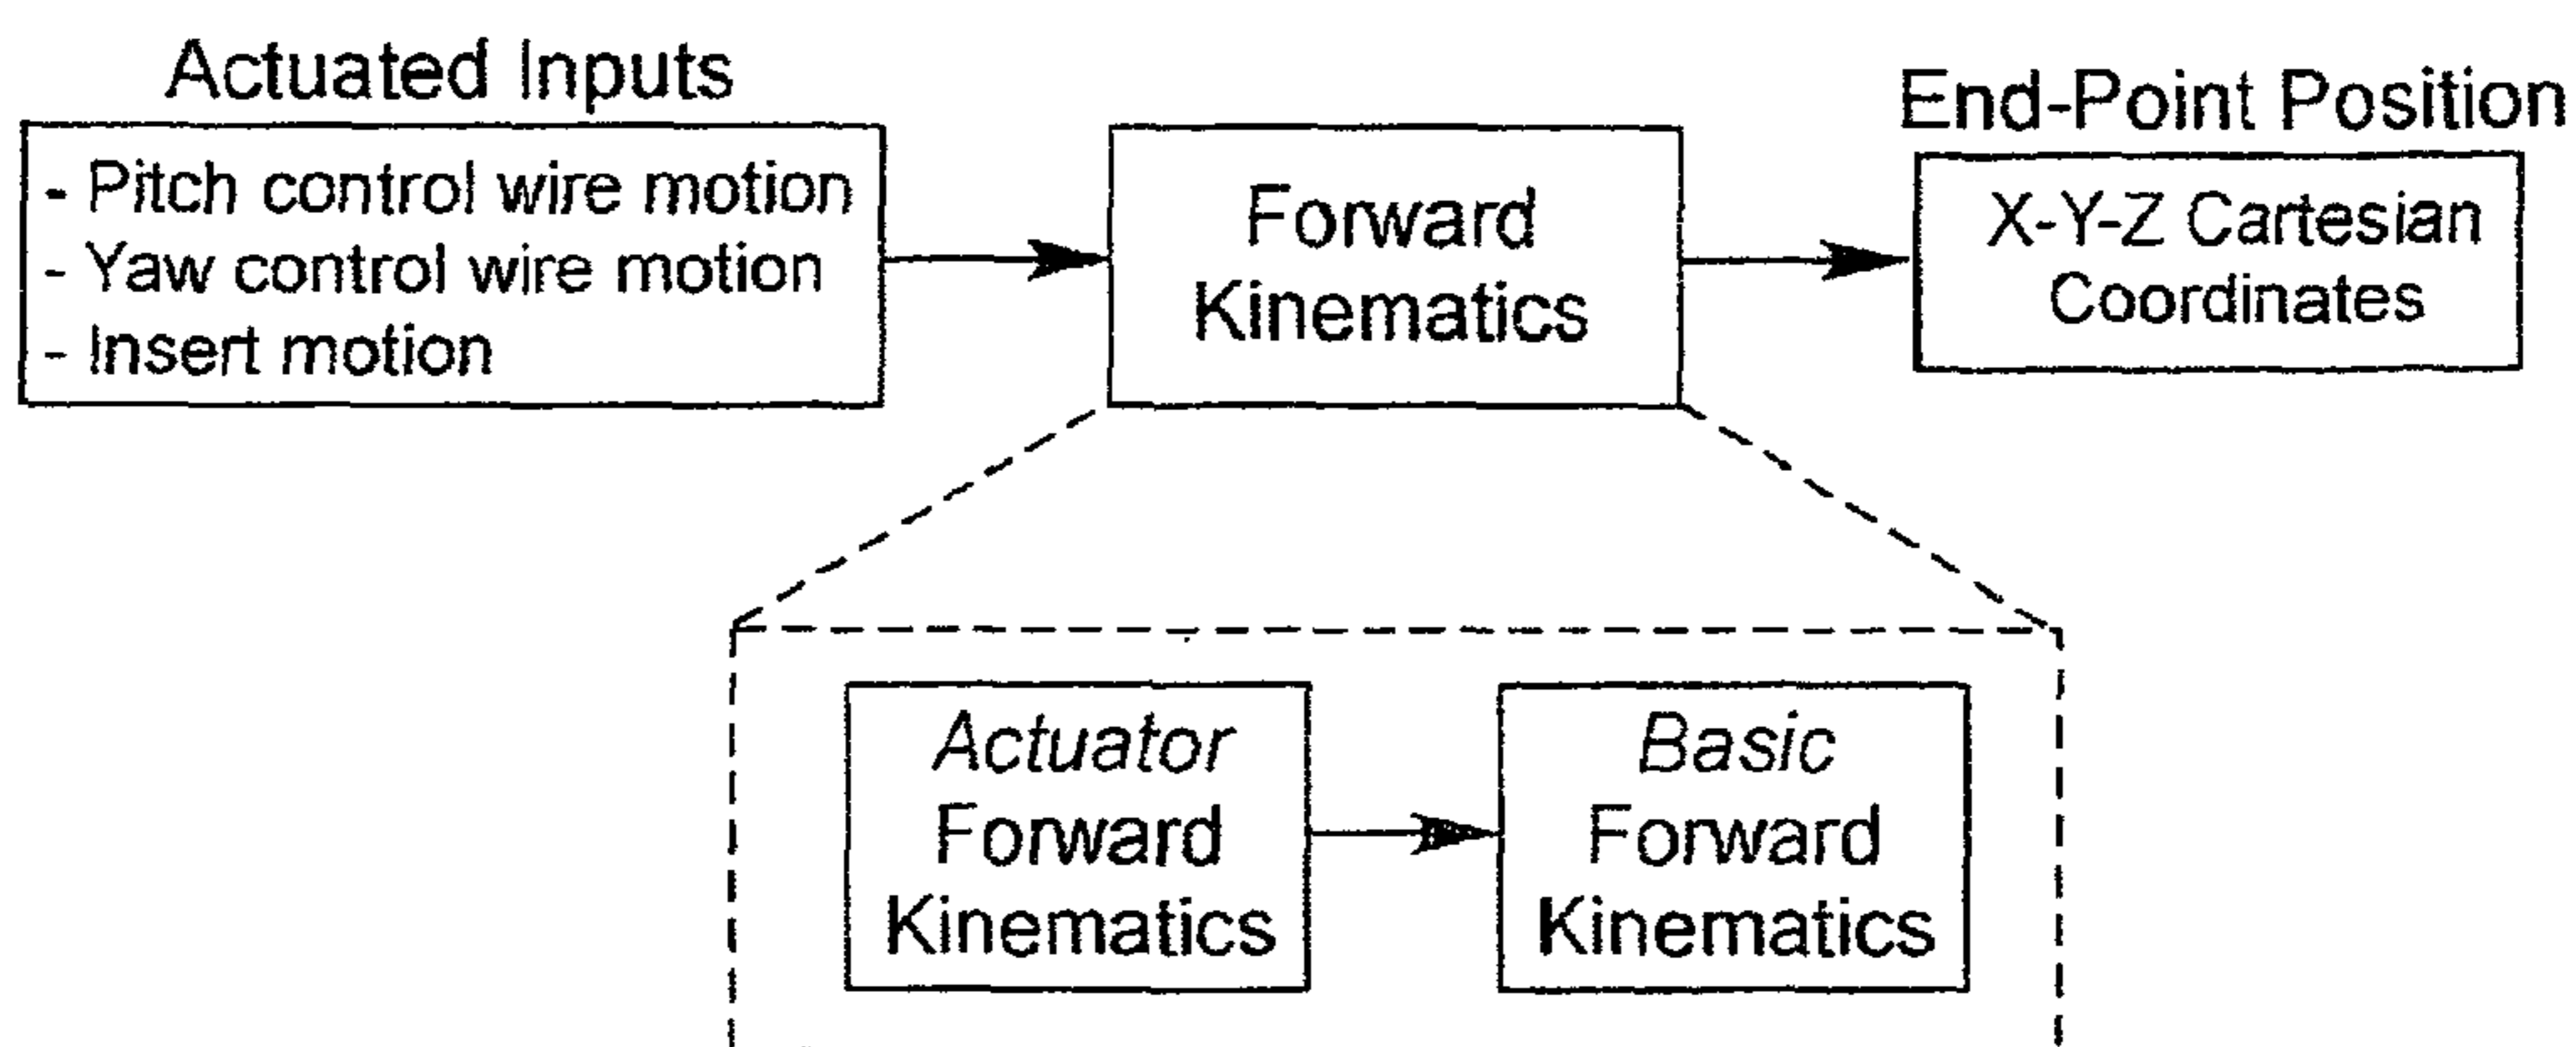 Actuated Inputs
- Pitch control wire motion
- Yaw control wire motion
- Insert motion
Forward
Kinematics
End-Point Position
X-Y-Z Cartesian
Coordinates
Actuator
Forward
Kinematics
Basic
Forward
Kinematics